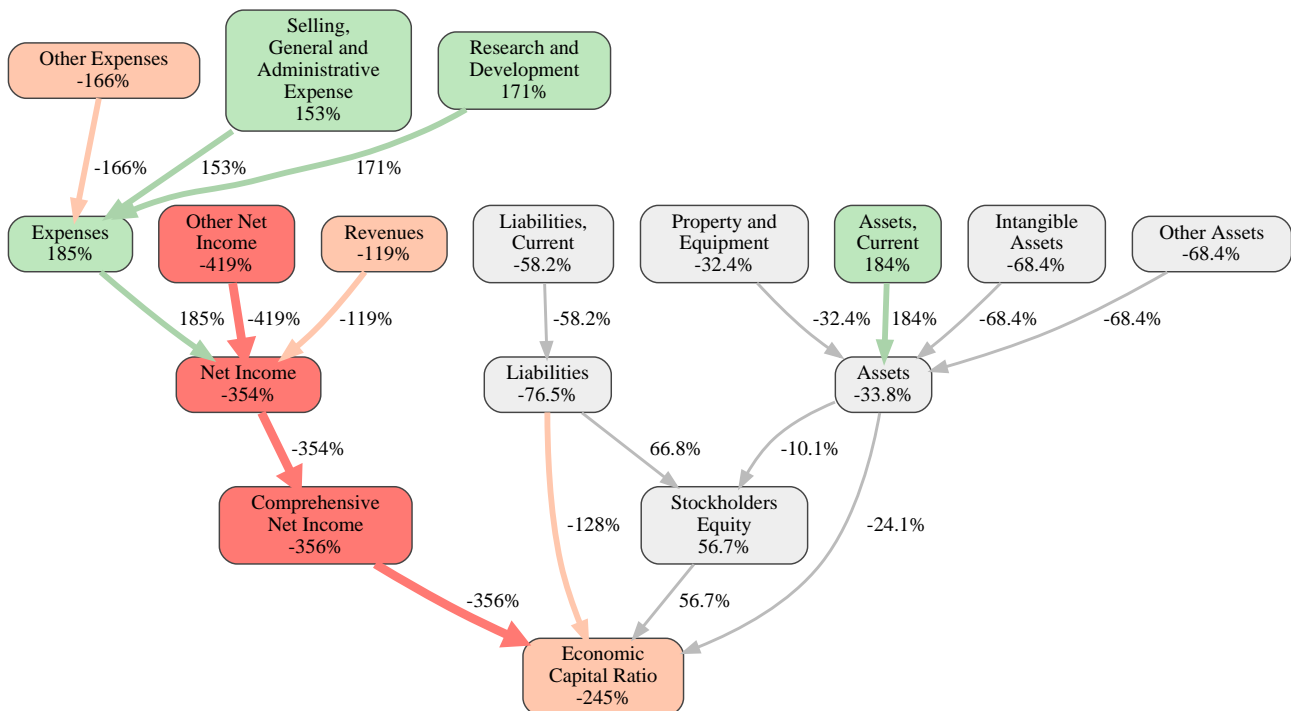 Other Expenses
-166%
Selling,
General and
Administrative
Expense
153%
Research and
Development
171%
-166%
153%
171%
Expenses
185%
Other Net
Income
-419%
Revenues
-119%
Liabilities,
Current
-58.2%
Property and
Equipment
-32.4%
Assets,
Current
184%
Intangible
Assets
-68.4%
Other Assets
-68.4%
185%
-419%
-119%
-58.2%
-32.4%
184%
-68.4%
-68.4%
Net Income
-354%
Liabilities
-76.5%
Assets
-33.8%
-354%
66.8%
-10.1%
Comprehensive
Net Income
-356%
-128%
Stockholders
Equity
56.7%
-24.1%
-356%
56.7%
Economic
Capital Ratio
-245%